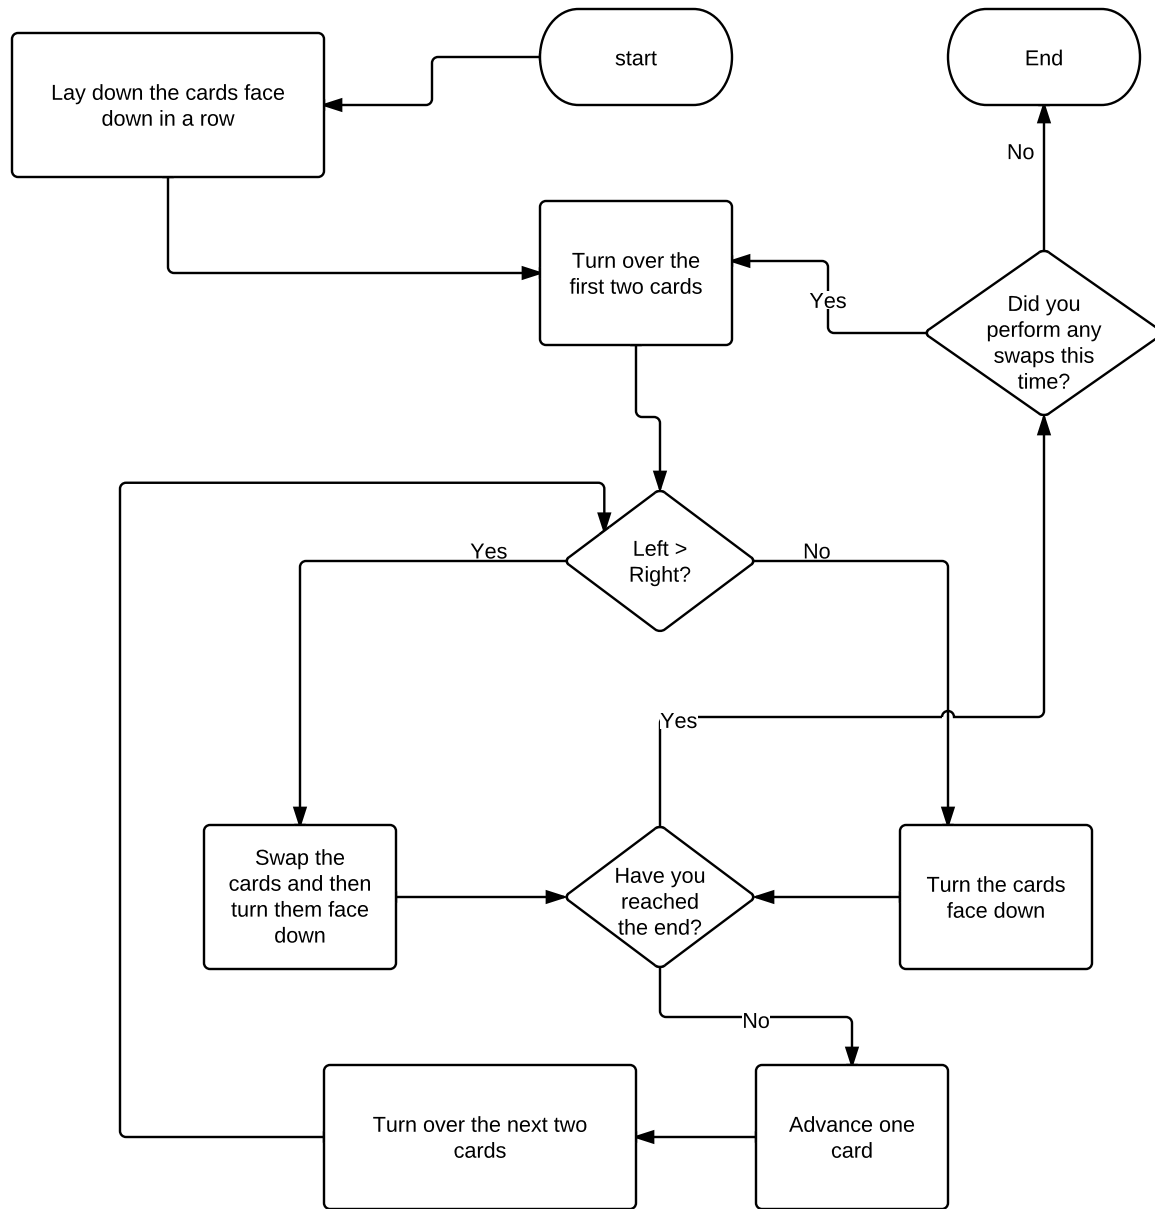 start
End
Lay down the cards face
down in a row
No
Turn over the
first two cards
Yes
Did you
perform any
swaps this
time?
Yes
Left >
Right?
No
Yes
Swap the
cards and then
turn them face
down
Have you
reached
the end?
Turn the cards
face down
No
Turn over the next two
cards
Advance one
card